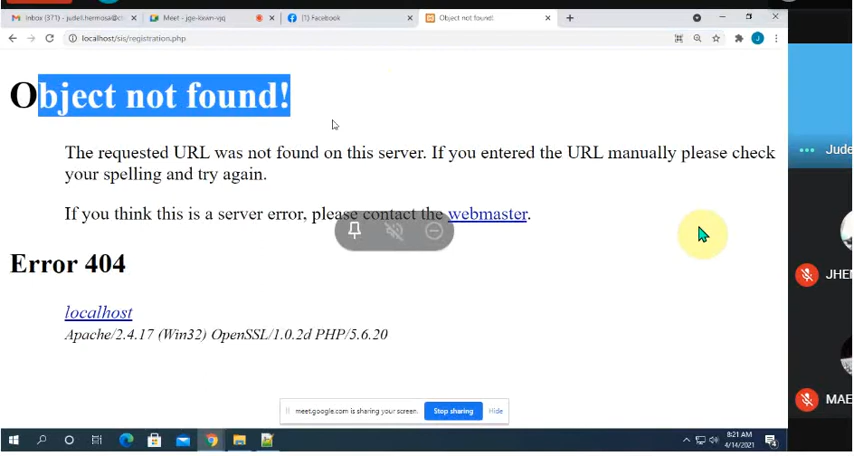 Inbox (371) - judell.hermosa@c
Meet - jge-ixwn-vjq
(1) Facebook
Object not found!
localhost/sis/registration.php
Object not found!
The requested URL was not found on this server. If you entered the URL manually please check
your spelling and try again.
If you think this is a server error, please contact the webmaster.
Error 404
localhost
Apache/2.4.17 (Win32) OpenSSL/1.0.2d PHP/5.6.20
meet.google.com is sharing your screen.
Stop sharing
Hide
8:21 AM
4/14/2021
Jude
JHEN
MAE